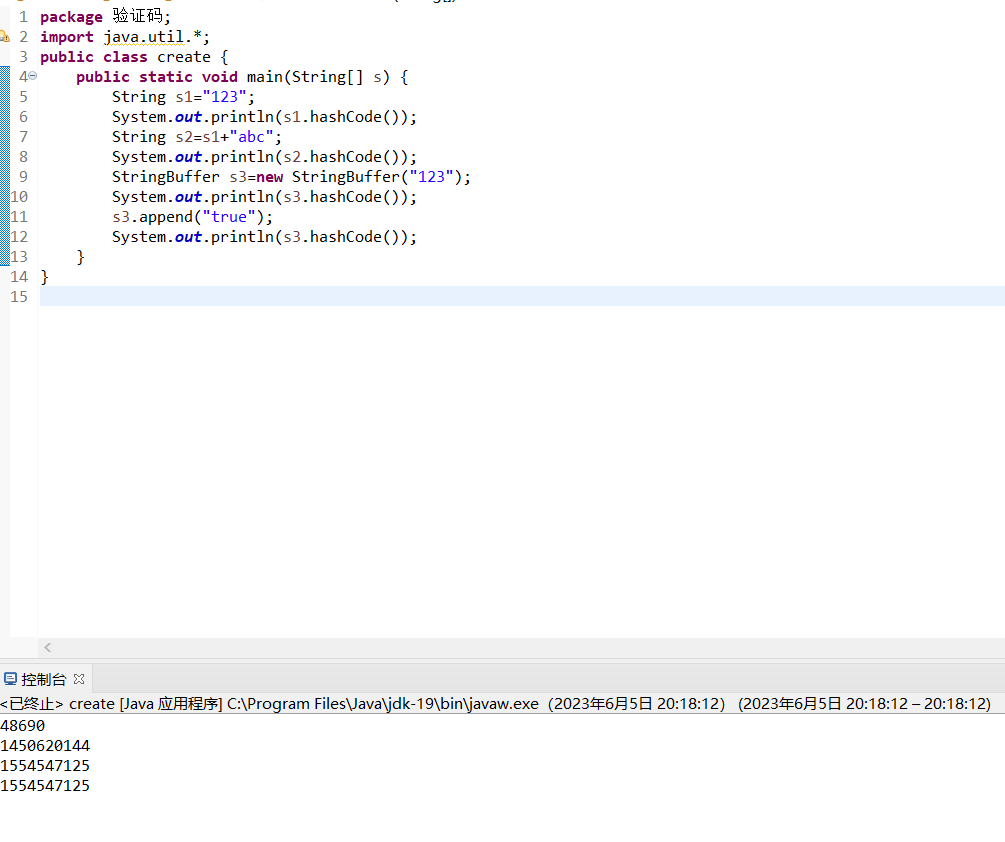 1 package 验证码;
2 import java.util.*;
3 public class create {
4 public static void main(String[] s) {
5 String s1="123";
6 System.out.println(s1.hashCode());
7 String s2=s1+"abc";
8 System.out.println(s2.hashCode());
9 StringBuffer s3=new StringBuffer("123");
10 System.out.println(s3.hashCode());
11 s3.append("true");
12 System.out.println(s3.hashCode());
13 }
14 }
15
控制台
<已终止> create [Java 应用程序] C:\Program Files\Java\jdk-19\bin\javaw.exe（2023年6月5日 20:18:12） (2023年6月5日 20:18:12 – 20:18:12)
48690
1450620144
1554547125
1554547125